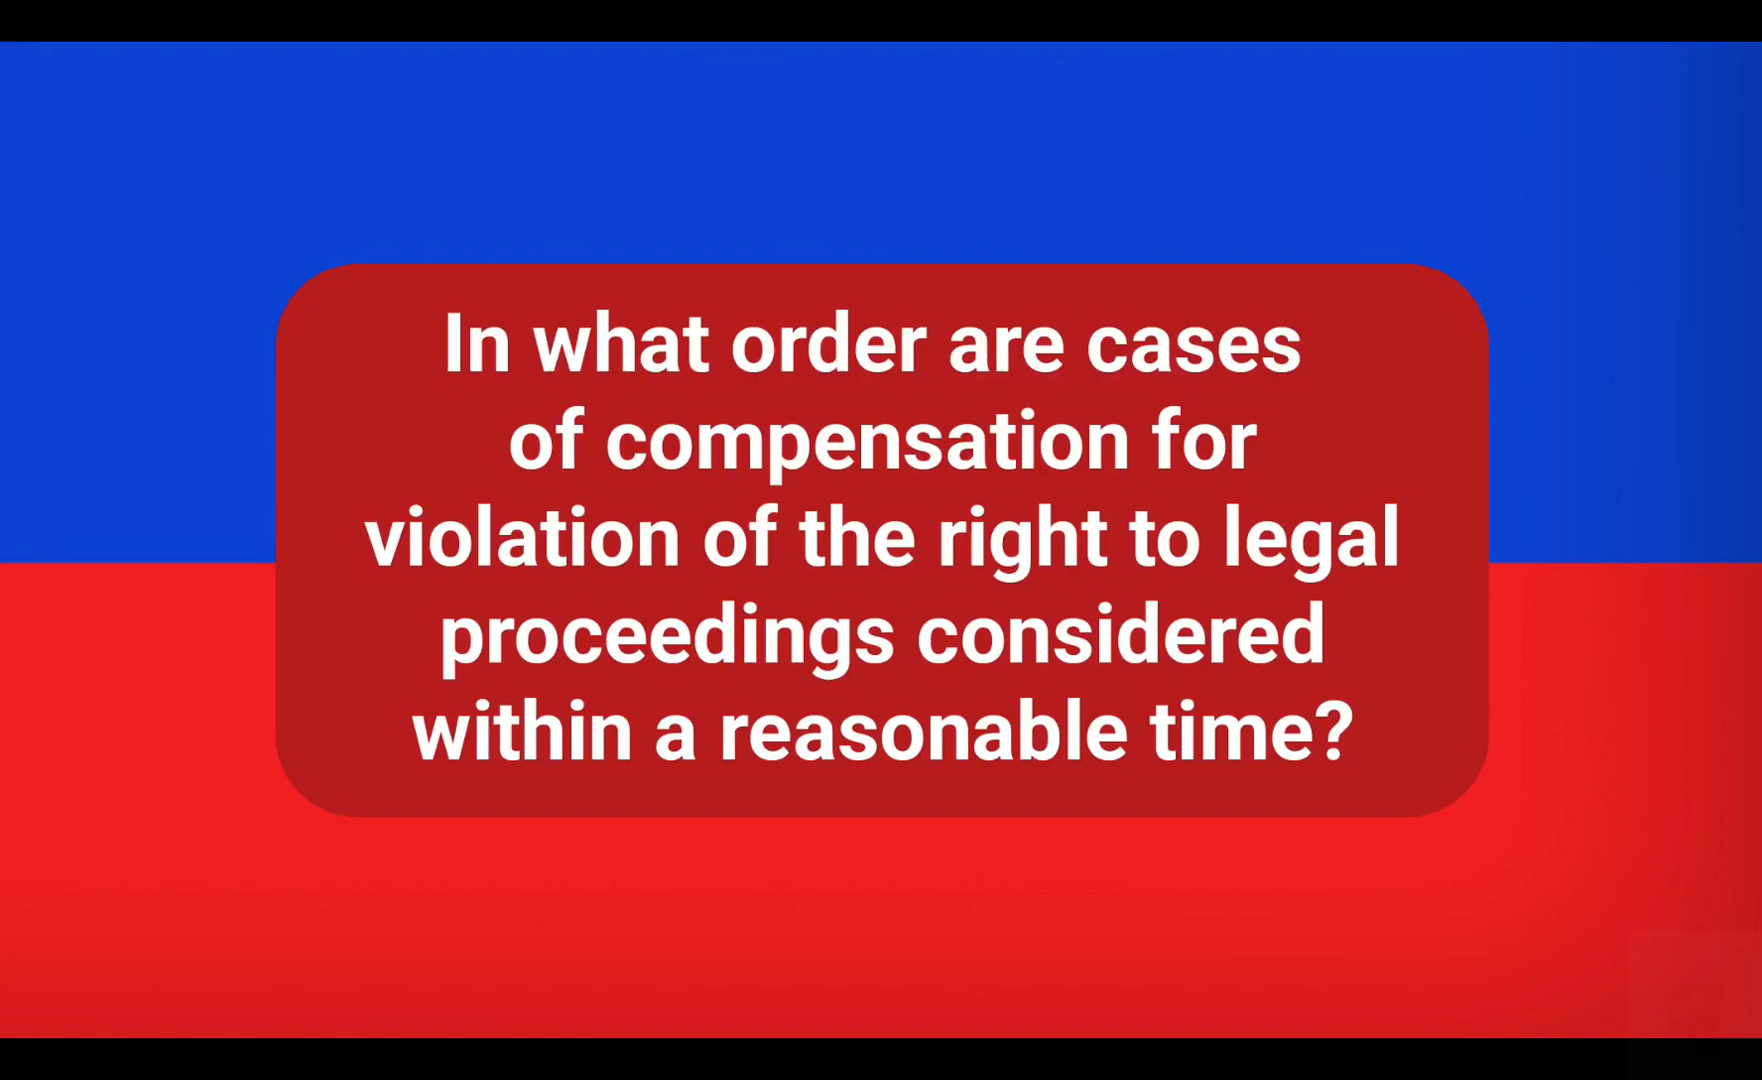 In what order are cases
of compensation for
violation of the right to legal
proceedings considered
within a reasonable time?